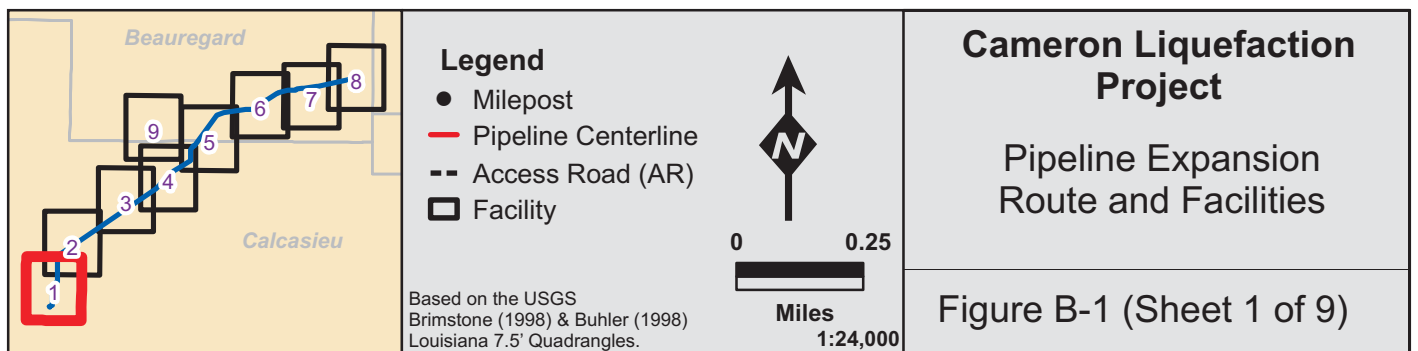 Beauregard
8
7
6
9
5
4
3
Calcasieu
2
1
Legend
Milepost
Pipeline Centerline
Access Road (AR)
Facility
Based on the USGS
Brimstone (1998) & Buhler (1998)
Louisiana 7.5' Quadrangles.
N
0 0.25
Miles
1:24,000
Cameron Liquefaction
Project
Pipeline Expansion
Route and Facilities
Figure B-1 (Sheet 1 of 9)